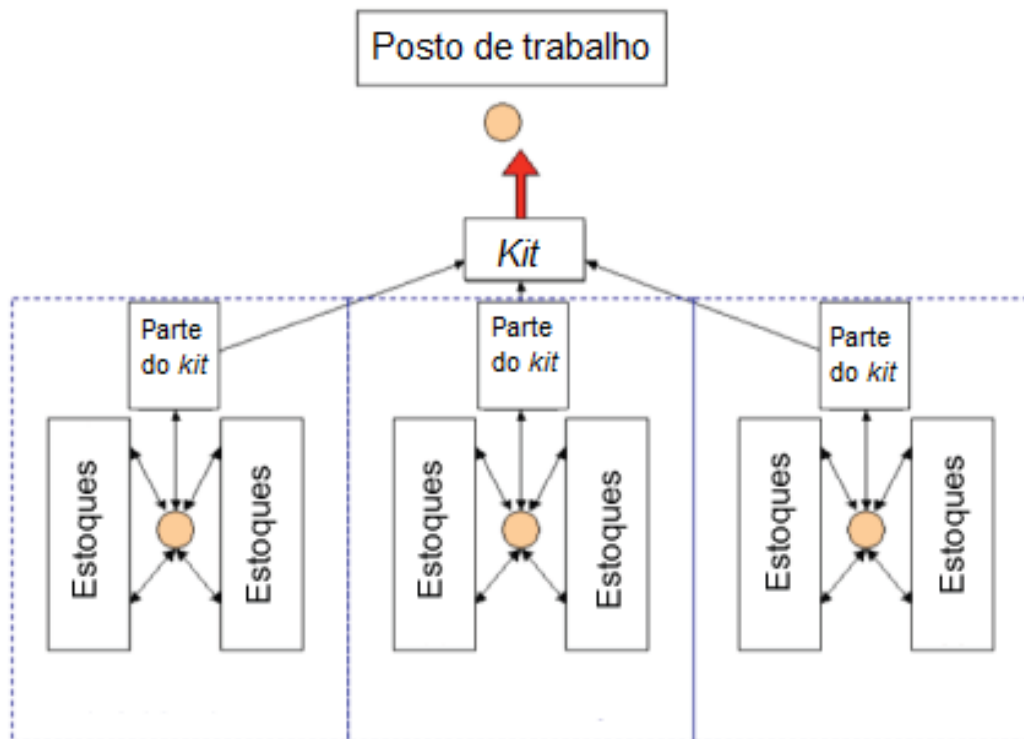 Posto de trabalho
Kit
Parte
do kit
Parte
do kit
Parte
do kit
Estoques
Estoques
Estoques
Estoques
Estoques
Estoques